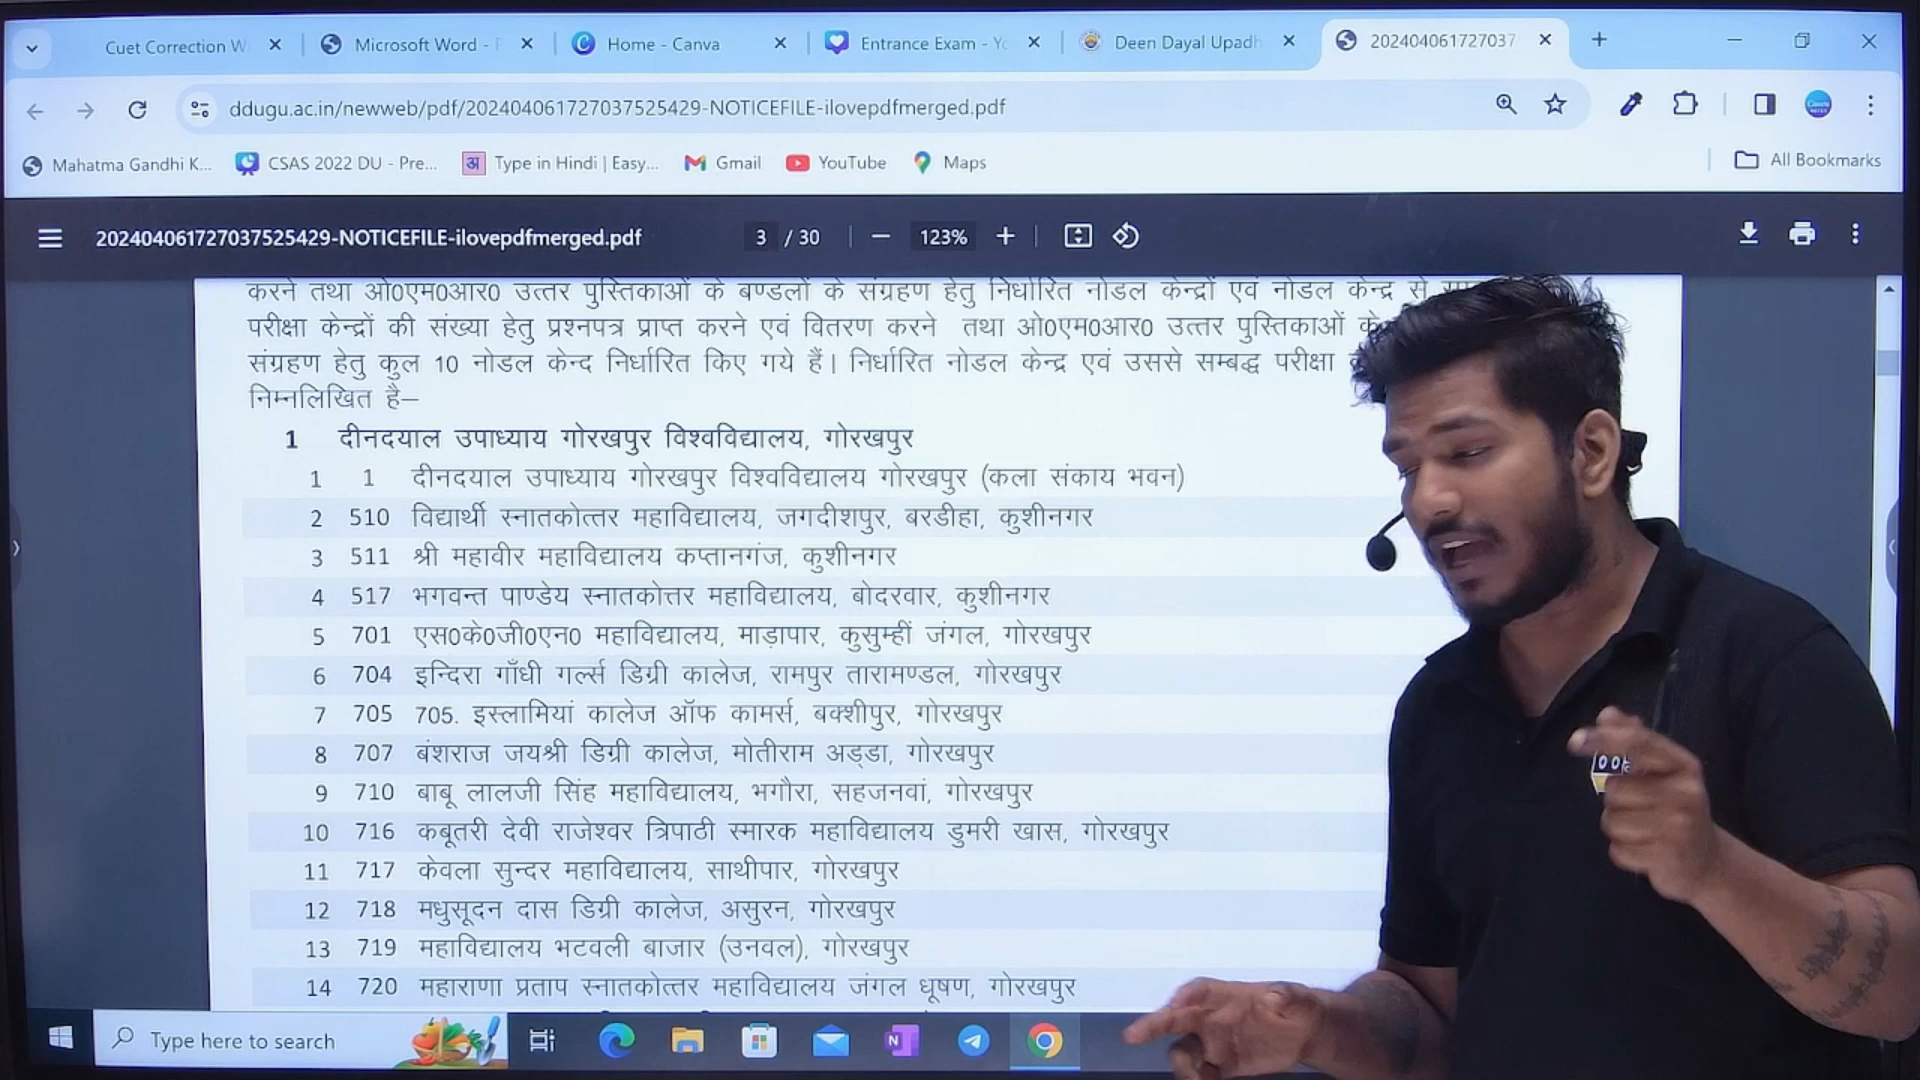 Cuet Correction W
Microsoft Word -
Home - Canva
Entrance Exam - Yo
Deen Dayal Upadh
202404061727037
ddugu.ac.in/newweb/pdf/202404061727037525429-NOTICEFILE-ilovepdfmerged.pdf
Mahatma Gandhi K...
CSAS 2022 DU - Pre...
अ
Type in Hindi | Easy...
Gmail
YouTube
Maps
All Bookmarks
202404061727037525429-NOTICEFILE-ilovepdfmerged.pdf
3 / 30
123%
करने तथा ओ0एम0आर0 उत्तर पुस्तिकाओं के बण्डलों के संग्रहण हेतु निर्धारित नोडल केन्द्रों एवं नोडल केन्द्र से
परीक्षा केन्द्रों की संख्या हेतु प्रश्नपत्र प्राप्त करने एवं वितरण करने तथा ओ0एम0आर0 उत्तर पुस्तिकाओं के
संग्रहण हेतु कुल 10 नोडल केन्द निर्धारित किए गये हैं। निर्धारित नोडल केन्द्र एवं उससे सम्बद्ध परीक्षा
निम्नलिखित है–
1 दीनदयाल उपाध्याय गोरखपुर विश्वविद्यालय, गोरखपुर
1 1 दीनदयाल उपाध्याय गोरखपुर विश्वविद्यालय गोरखपुर (कला संकाय भवन)
2 510 विद्यार्थी स्नातकोत्तर महाविद्यालय, जगदीशपुर, बरडीहा, कुशीनगर
3 511 श्री महावीर महाविद्यालय कप्तानगंज, कुशीनगर
4 517 भगवन्त पाण्डेय स्नातकोत्तर महाविद्यालय, बोदरवार, कुशीनगर
5 701 एस0के0जी0एन0 महाविद्यालय, माड़ापार, कुसुम्हीं जंगल, गोरखपुर
6 704 इन्दिरा गाँधी गर्ल्स डिग्री कालेज, रामपुर तारामण्डल, गोरखपुर
7 705 705. इस्लामियां कालेज ऑफ कामर्स, बक्शीपुर, गोरखपुर
8 707 बंशराज जयश्री डिग्री कालेज, मोतीराम अड्डा, गोरखपुर
9 710 बाबू लालजी सिंह महाविद्यालय, भगौरा, सहजनवां, गोरखपुर
10 716 कबूतरी देवी राजेश्वर त्रिपाठी स्मारक महाविद्यालय डुमरी खास, गोरखपुर
11 717 केवला सुन्दर महाविद्यालय, साथीपार, गोरखपुर
12 718 मधुसूदन दास डिग्री कालेज, असुरन, गोरखपुर
13 719 महाविद्यालय भटवली बाजार (उनवल), गोरखपुर
14 720 महाराणा प्रताप स्नातकोत्तर महाविद्यालय जंगल धूषण, गोरखपुर
Type here to search